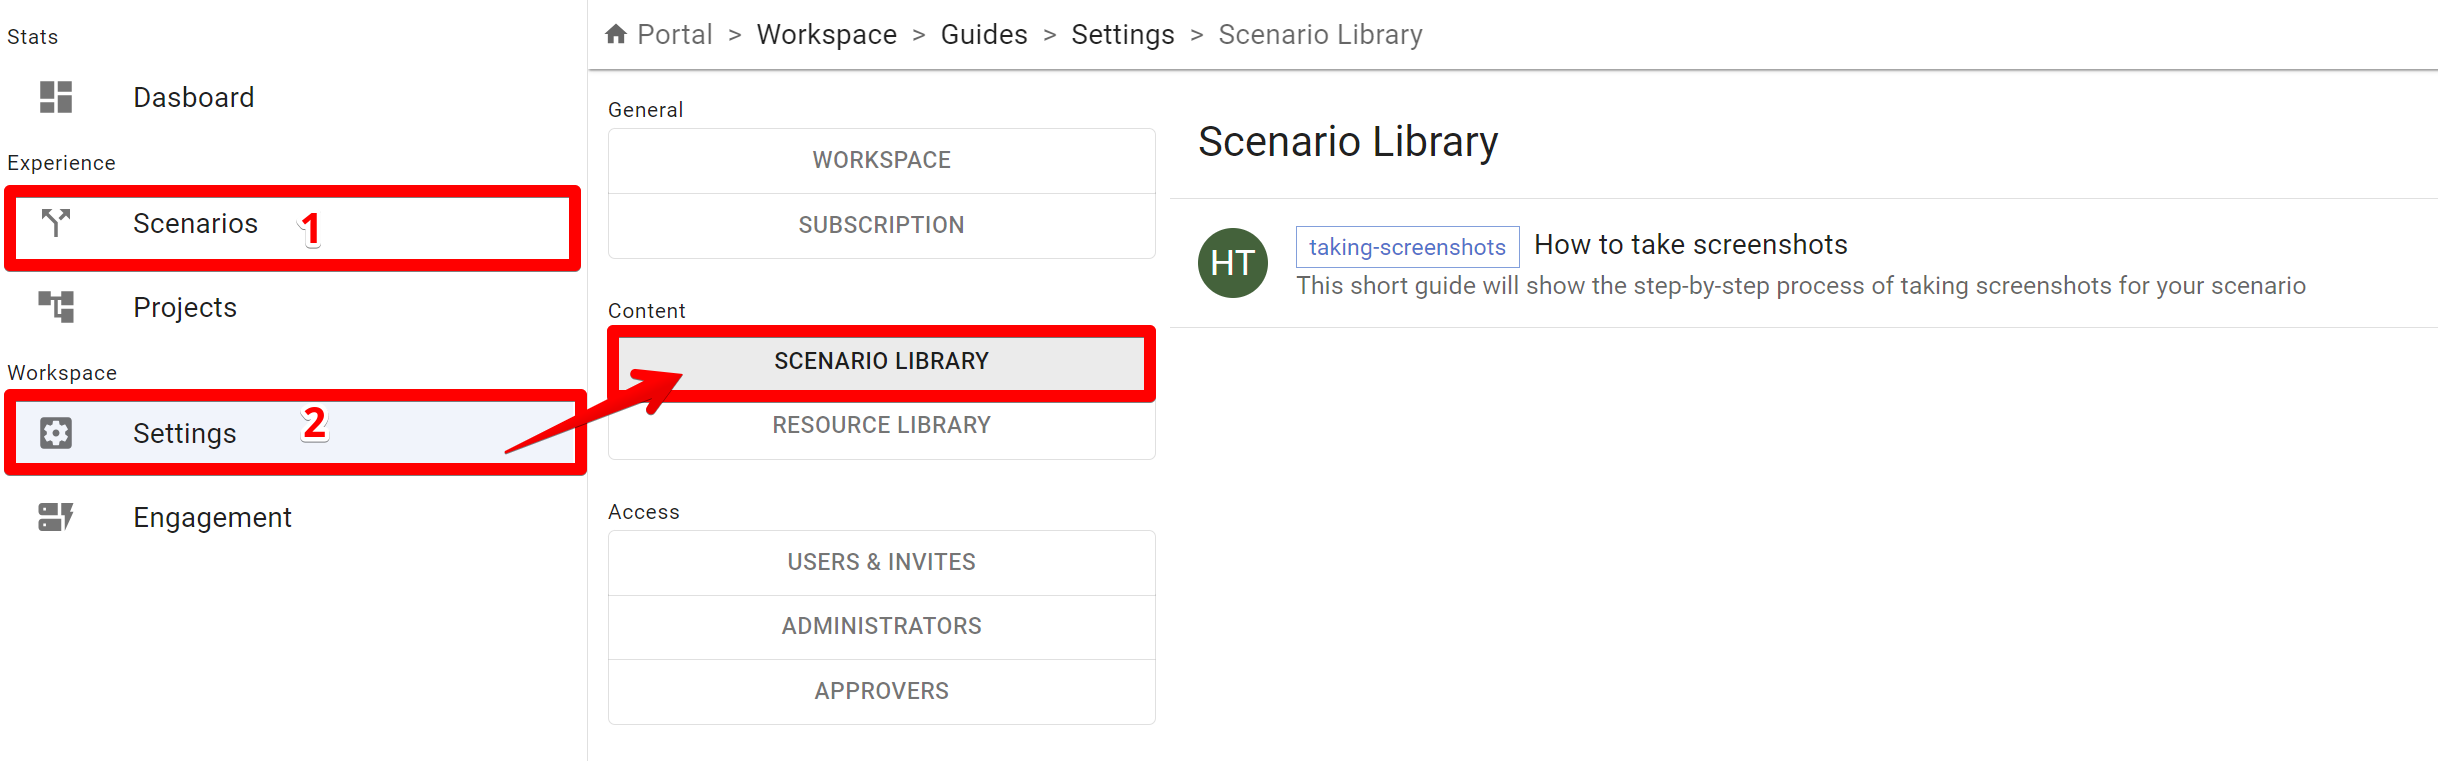 Stats
Dasboard
Experience
Scenarios 1
Projects
Workspace
Settings 2
Engagement
Portal > Workspace > Guides > Settings > Scenario Library
General
WORKSPACE
SUBSCRIPTION
Content
SCENARIO LIBRARY
RESOURCE LIBRARY
Access
USERS & INVITES
ADMINISTRATORS
APPROVERS
Scenario Library
HT
taking-screenshots How to take screenshots
This short guide will show the step-by-step process of taking screenshots for your scenario